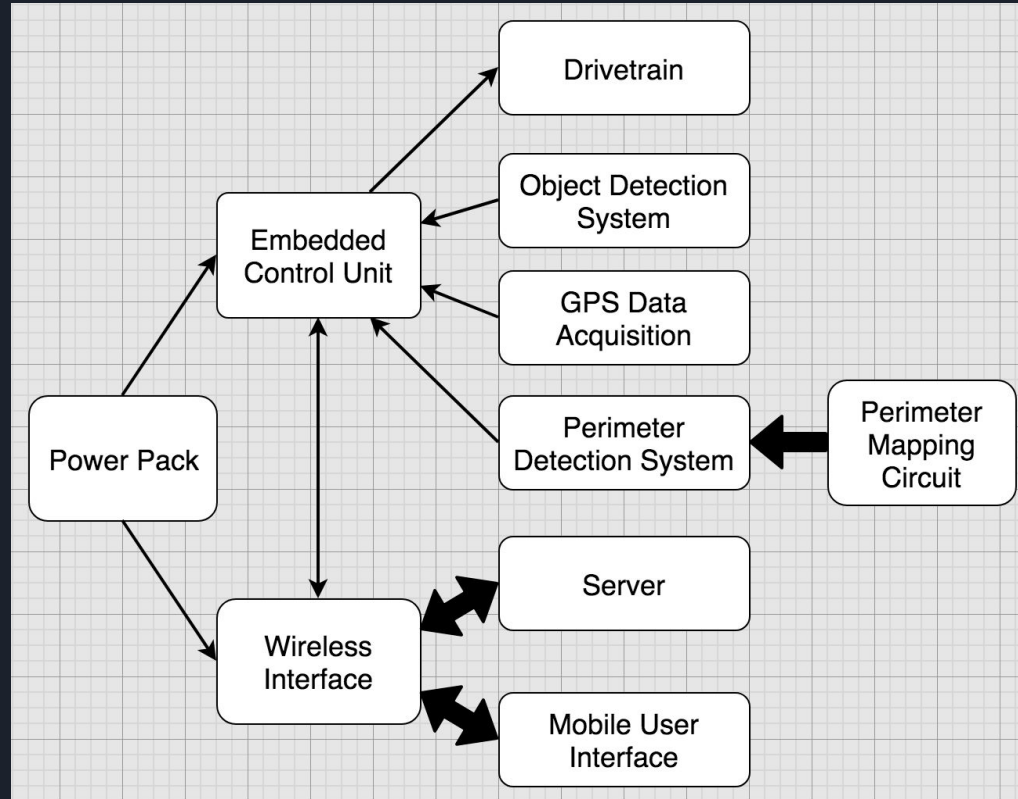 Drivetrain
Object Detection
System
Embedded
Control Unit
GPS Data
Acquisition
Power Pack
Perimeter
Detection System
Perimeter
Mapping
Circuit
Server
Wireless
Interface
Mobile User
Interface